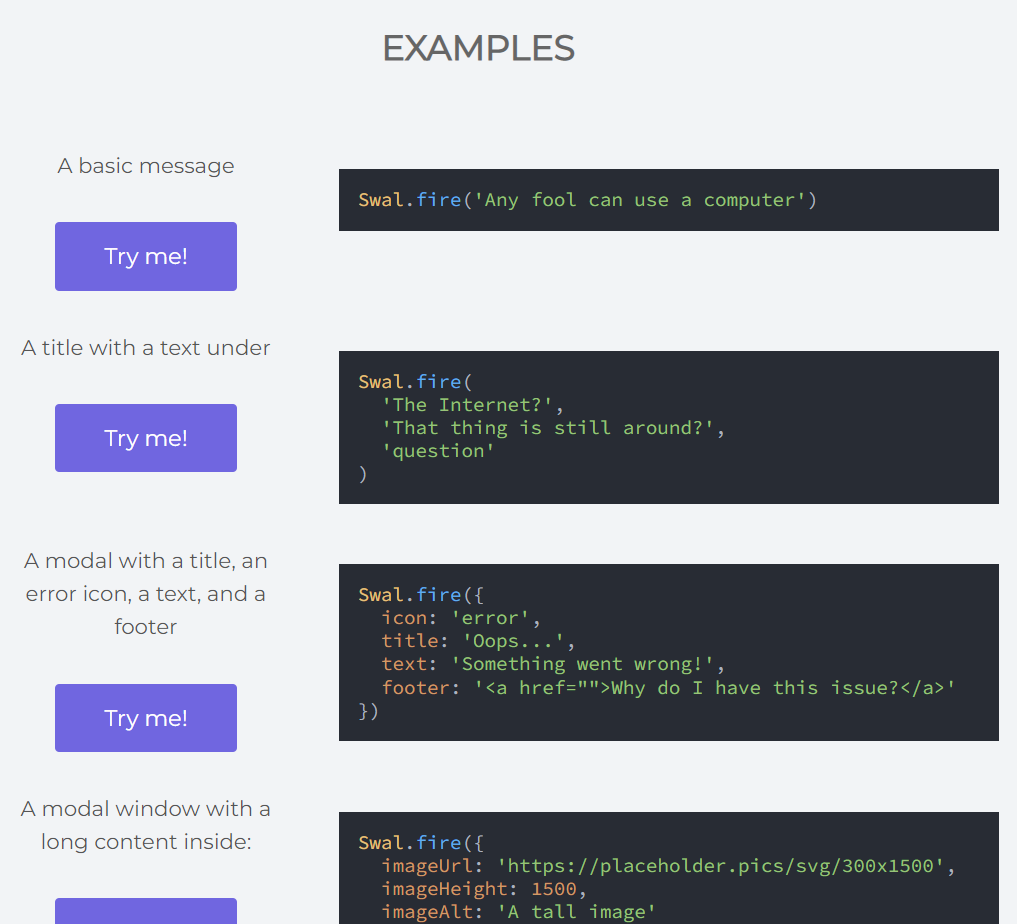 EXAMPLES
A basic message
Try me!
Swal.fire('Any fool can use a computer')
A title with a text under
Try me!
Swal.fire(
  'The Internet?',
  'That thing is still around?',
  'question'
)
A modal with a title, an
error icon, a text, and a
footer
Try me!
Swal.fire({
  icon: 'error',
  title: 'Oops...',
  text: 'Something went wrong!',
  footer: '<a href="">Why do I have this issue?</a>'
})
A modal window with a
long content inside:
Swal.fire({
  imageUrl: 'https://placeholder.pics/svg/300x1500',
  imageHeight: 1500,
  imageAlt: 'A tall image'